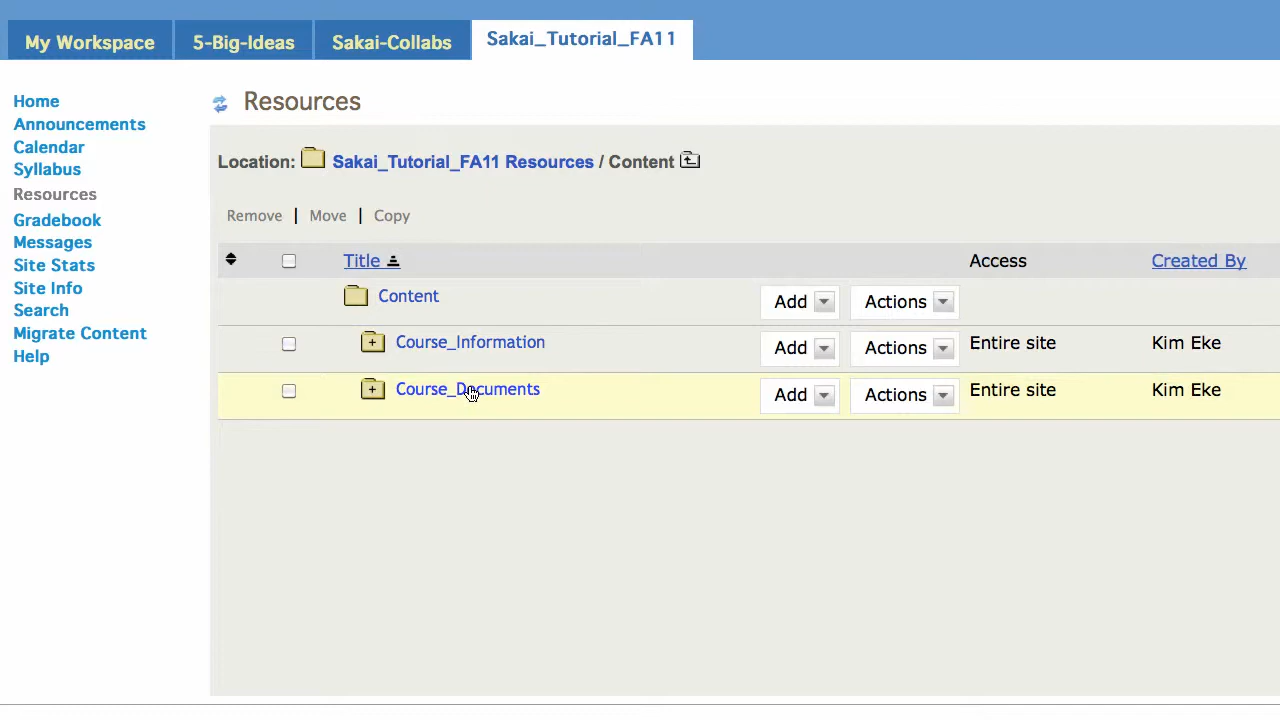 My Workspace 5-Big-Ideas Sakai-Collabs Sakai_Tutorial_FA11
Home
Announcements
Calendar
Syllabus
Resources
Gradebook
Messages
Site Stats
Site Info
Search
Migrate Content
Help
Resources
Location: Sakai_Tutorial_FA11 Resources / Content
Remove | Move | Copy
Title Access Created By
Content Add Actions
Course_Information Add Actions Entire site Kim Eke
Course_Documents Add Actions Entire site Kim Eke